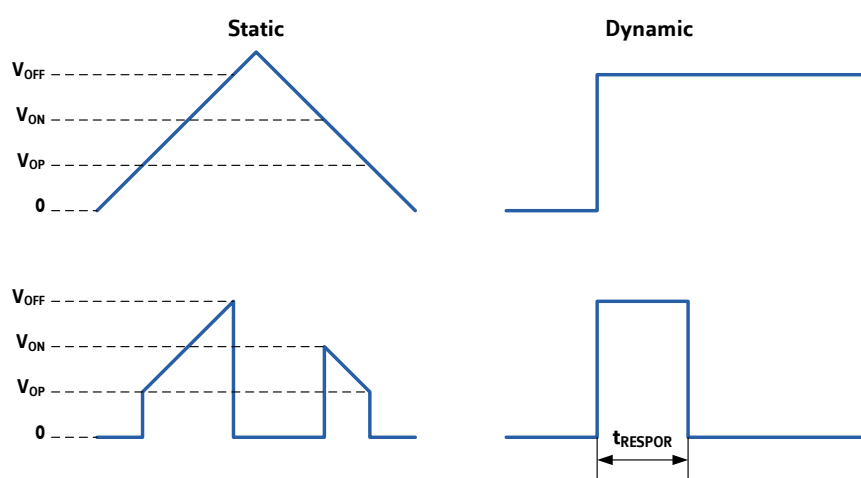 Static
Dynamic
VOFF
VON
VOP
0
VOFF
VON
VOP
0
tRESPOR